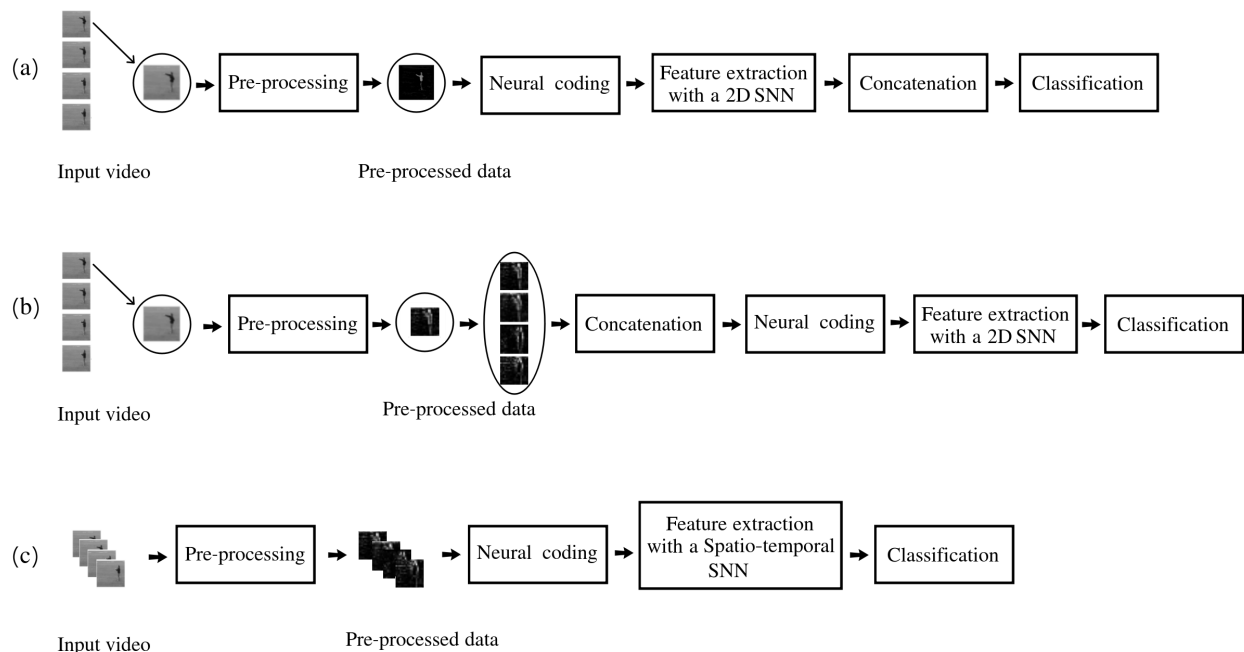 (a)
Pre-processing
Neural coding
Feature extraction
with a 2D SNN
Concatenation
Classification
Input video
Pre-processed data
(b)
Pre-processing
Concatenation
Neural coding
Feature extraction
with a 2D SNN
Classification
Input video
Pre-processed data
(c)
Pre-processing
Neural coding
Feature extraction
with a Spatio-temporal
SNN
Classification
Input video
Pre-processed data